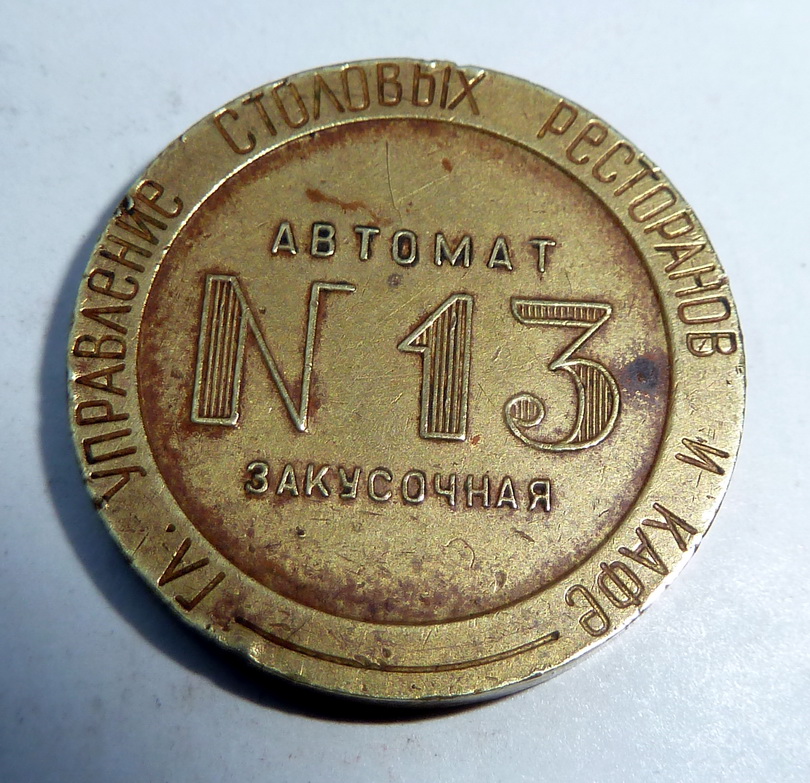 ГЛ. УПРАВЛЕНИЕ СТОЛОВЫХ РЕСТОРАНОВ И КАФЕ
АВТОМАТ
N 13
ЗАКУСОЧНАЯ